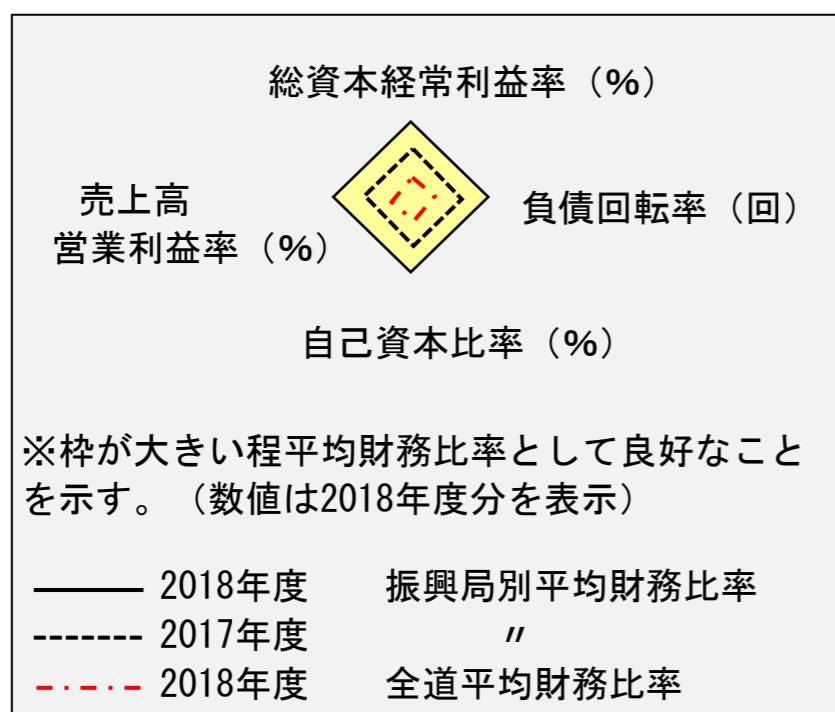 総資本経常利益率（%）
売上高
営業利益率（%）
負債回転率（回）
自己資本比率（%）
※枠が大きい程平均財務比率として良好なこと
を示す。（数値は2018年度分を表示）
2018年度 振興局別平均財務比率
2017年度 〃
2018年度 全道平均財務比率